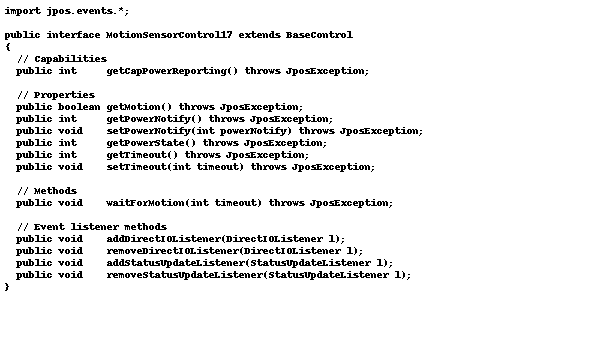 import jpos.events.*;

public interface MotionSensorControl17 extends BaseControl
{
  // Capabilities
  public int     getCapPowerReporting() throws JposException;

  // Properties
  public boolean getMotion() throws JposException;
  public int     getPowerNotify() throws JposException;
  public void    setPowerNotify(int powerNotify) throws JposException;
  public int     getPowerState() throws JposException;
  public int     getTimeout() throws JposException;
  public void    setTimeout(int timeout) throws JposException;

  // Methods
  public void    waitForMotion(int timeout) throws JposException;

  // Event listener methods
  public void    addDirectIOListener(DirectIOListener l);
  public void    removeDirectIOListener(DirectIOListener l);
  public void    addStatusUpdateListener(StatusUpdateListener l);
  public void    removeStatusUpdateListener(StatusUpdateListener l);
}